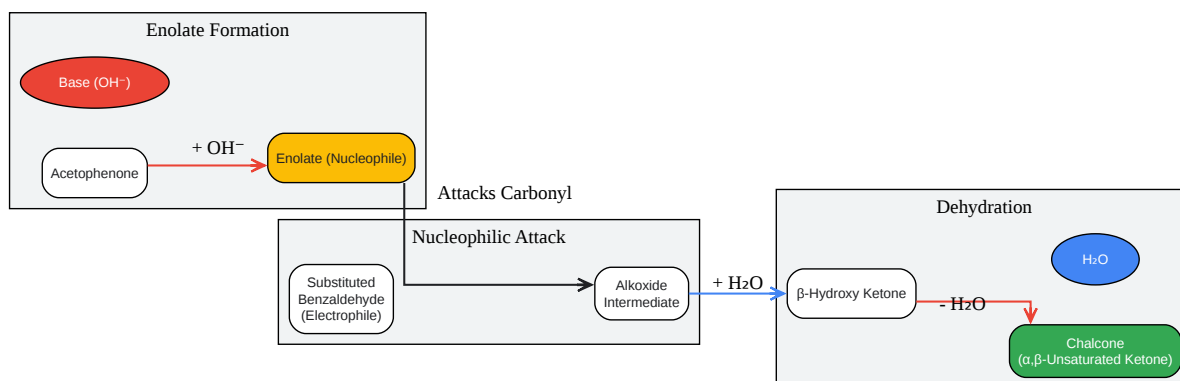 Enolate Formation
Base (OH⁻)
+ OH⁻
Acetophenone
Enolate (Nucleophile)
Attacks Carbonyl
Nucleophilic Attack
Substituted
Benzaldehyde
(Electrophile)
Alkoxide
Intermediate
+ H₂O
Dehydration
H₂O
β-Hydroxy Ketone
- H₂O
Chalcone
(α,β-Unsaturated Ketone)